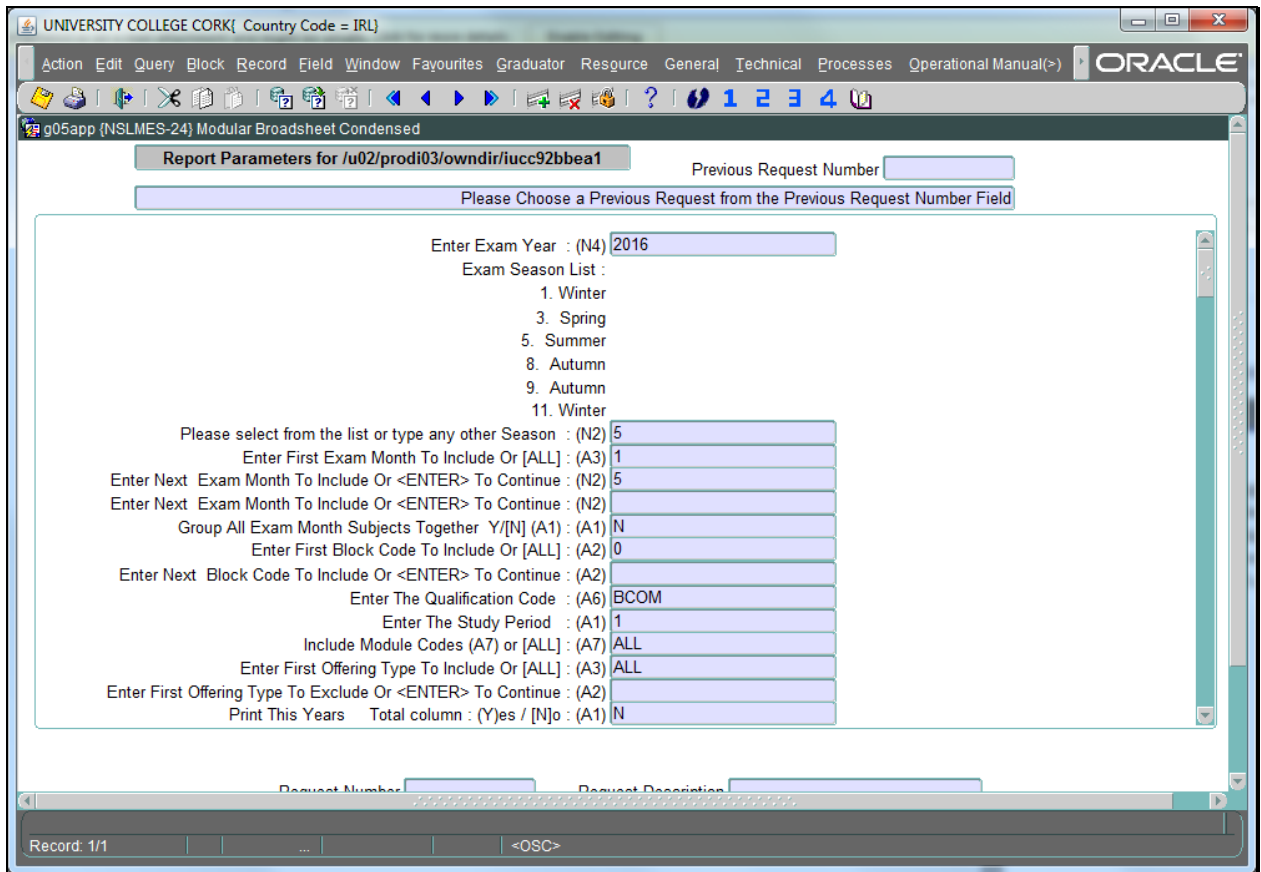 UNIVERSITY COLLEGE CORK{ Country Code = IRL}
Action Edit Query Block Record Field Window Favourites Graduator Resource General Technical Processes Operational Manual(>) ORACLE
? 1 2 3 4
g05app {NSLMES-24} Modular Broadsheet Condensed
Report Parameters for /u02/prodi03/owndir/iucc92bbea1
Previous Request Number
Please Choose a Previous Request from the Previous Request Number Field
Enter Exam Year : (N4) 2016
Exam Season List :
1. Winter
3. Spring
5. Summer
8. Autumn
9. Autumn
11. Winter
Please select from the list or type any other Season : (N2) 5
Enter First Exam Month To Include Or [ALL] : (A3) 1
Enter Next Exam Month To Include Or <ENTER> To Continue : (N2) 5
Enter Next Exam Month To Include Or <ENTER> To Continue : (N2)
Group All Exam Month Subjects Together Y/[N] (A1) : (A1) N
Enter First Block Code To Include Or [ALL] : (A2) 0
Enter Next Block Code To Include Or <ENTER> To Continue : (A2)
Enter The Qualification Code : (A6) BCOM
Enter The Study Period : (A1) 1
Include Module Codes (A7) or [ALL] : (A7) ALL
Enter First Offering Type To Include Or [ALL] : (A3) ALL
Enter First Offering Type To Exclude Or <ENTER> To Continue : (A2)
Print This Years Total column : (Y)es / [N]o : (A1) N
Request Number Request Description
Record: 1/1 ... <OSC>